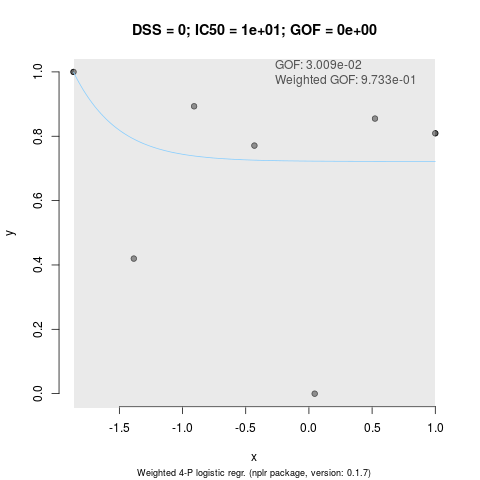 DSS = 0; IC50 = 1e+01; GOF = 0e+00
GOF: 3.009e-02
Weighted GOF: 9.733e-01
1.0
0.8
0.6
0.4
0.2
0.0
y
-1.5 -1.0 -0.5 0.0 0.5 1.0
x
Weighted 4-P logistic regr. (nplr package, version: 0.1.7)